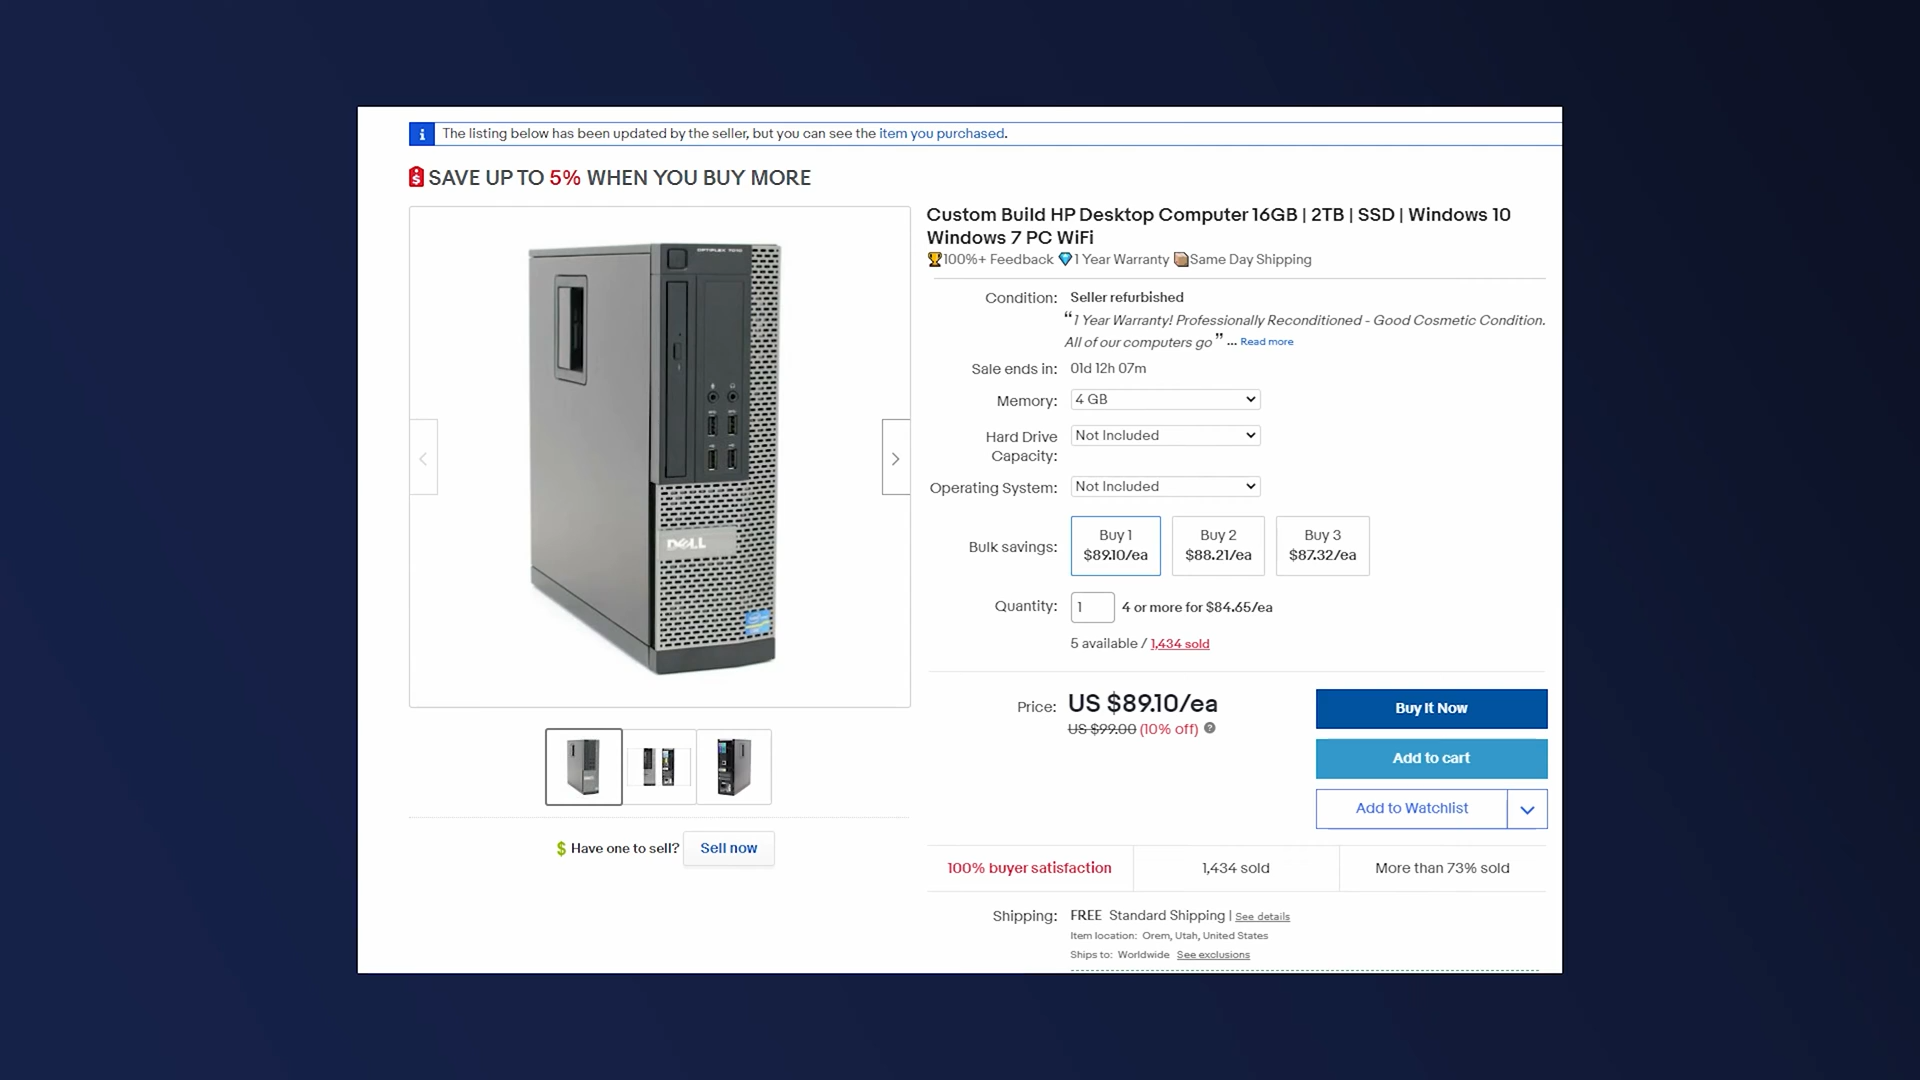 The listing below has been updated by the seller, but you can see the item you purchased.
SAVE UP TO 5% WHEN YOU BUY MORE
OPTIPLEX 7010
DELL
Have one to sell? Sell now
Custom Build HP Desktop Computer 16GB | 2TB | SSD | Windows 10
Windows 7 PC WiFi
100%+ Feedback 1 Year Warranty Same Day Shipping
Condition: Seller refurbished
“1 Year Warranty! Professionally Reconditioned - Good Cosmetic Condition.
All of our computers go” ... Read more
Sale ends in: 01d 12h 07m
Memory: 4 GB
Hard Drive Capacity: Not Included
Operating System: Not Included
Bulk savings: Buy 1 Buy 2 Buy 3
$89.10/ea $88.21/ea $87.32/ea
Quantity: 1 4 or more for $84.65/ea
5 available / 1,434 sold
Price: US $89.10/ea
US $99.00 (10% off)
Buy It Now
Add to cart
Add to Watchlist
100% buyer satisfaction 1,434 sold More than 73% sold
Shipping: FREE Standard Shipping | See details
Item location: Orem, Utah, United States
Ships to: Worldwide See exclusions